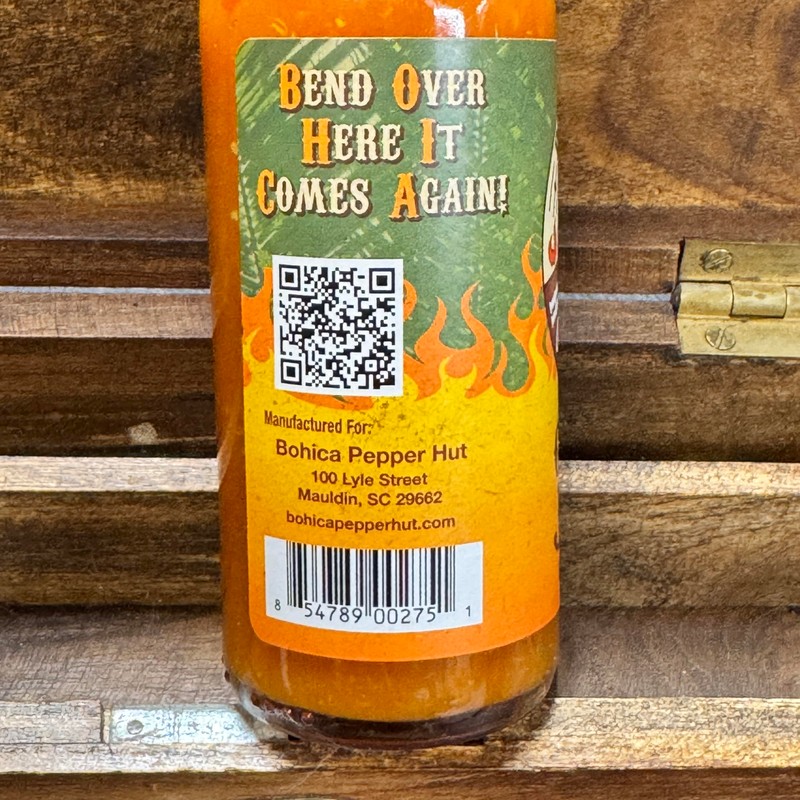 Bend Over
Here It
Comes Again!
Manufactured For:
Bohica Pepper Hut
100 Lyle Street
Mauldin, SC 29662
bohicapepperhut.com
8 54789 00275 1